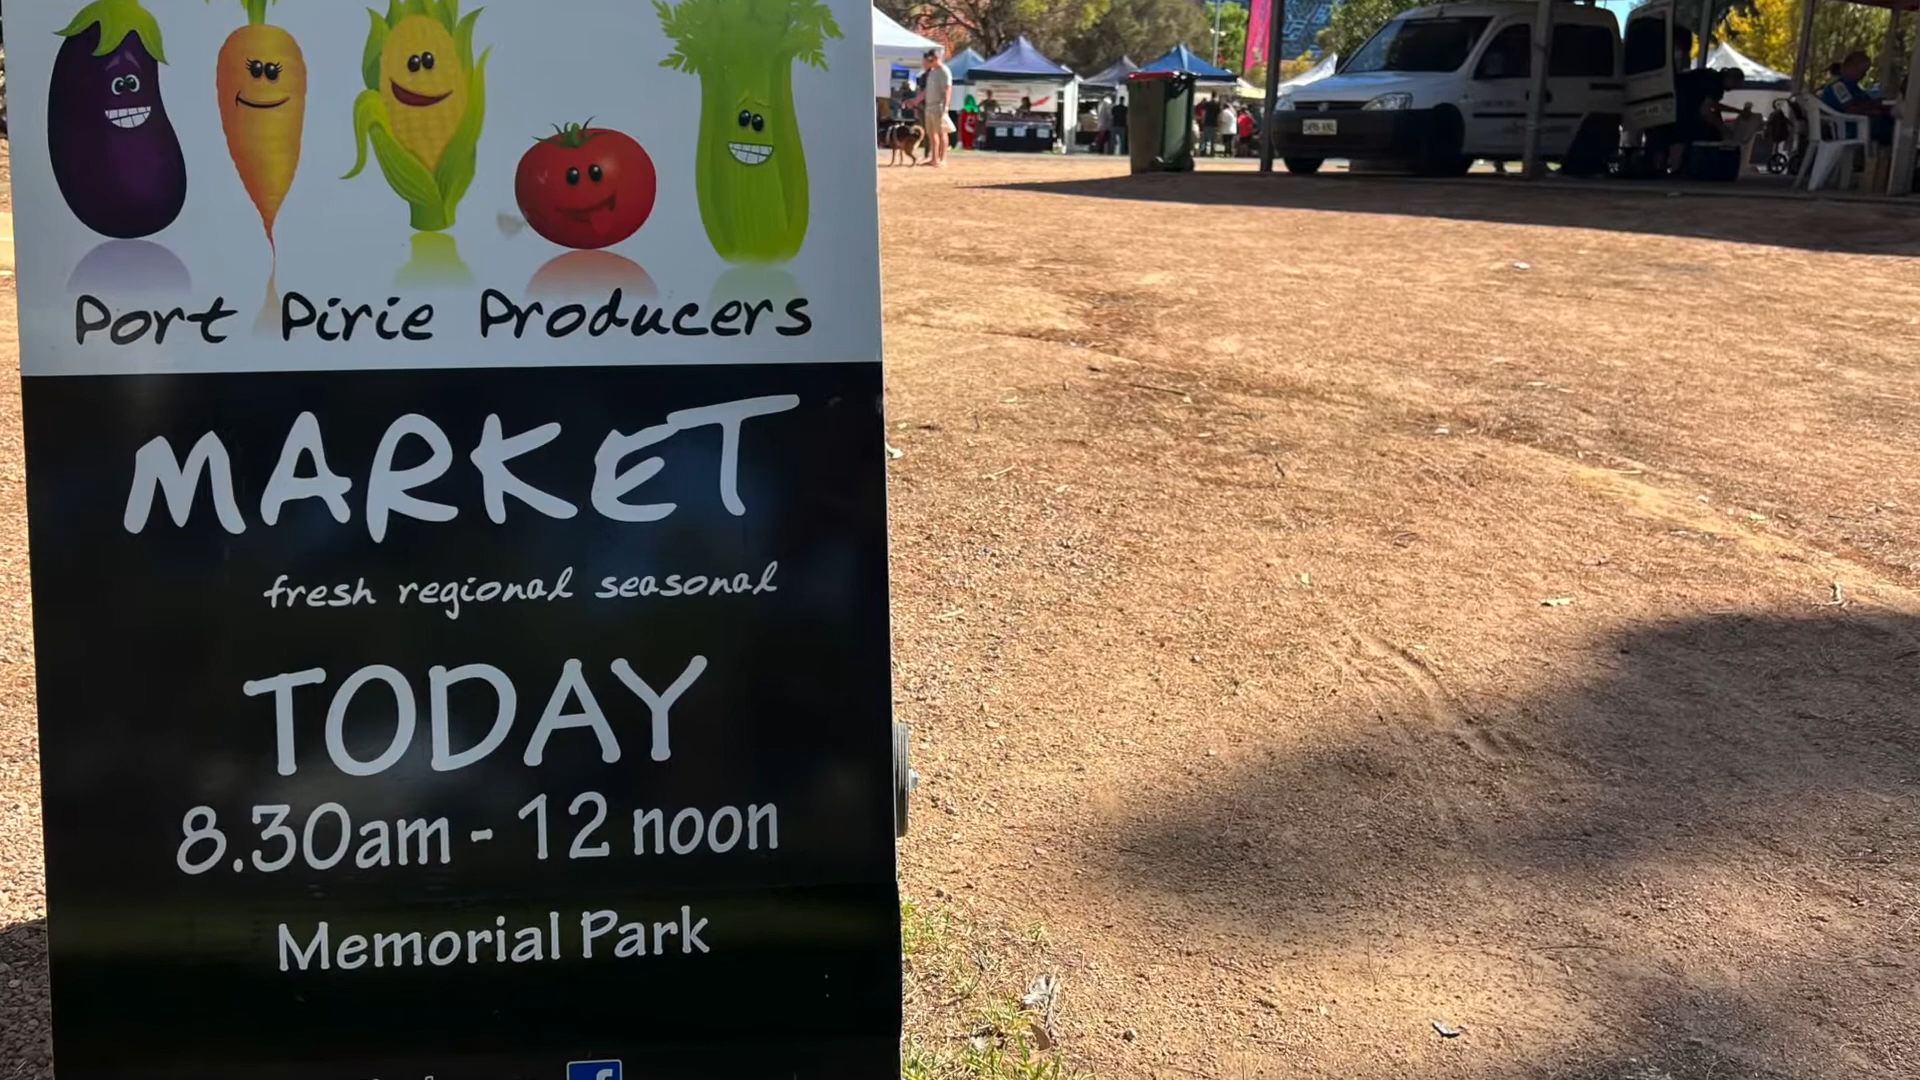 Port Pirie Producers
MARKET
fresh regional seasonal
TODAY
8.30am - 12 noon
Memorial Park
f